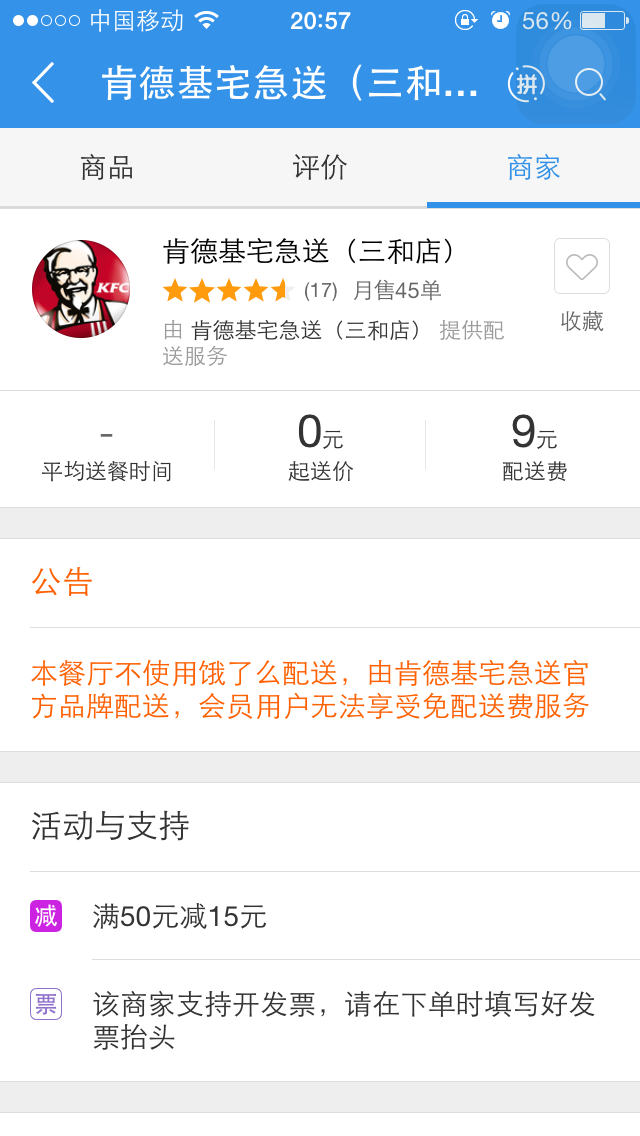 中国移动 20:57 56%
肯德基宅急送（三和... 拼
商品 评价 商家
KFC
肯德基宅急送（三和店）
(17) 月售45单
由 肯德基宅急送（三和店） 提供配
送服务
收藏
- 0元 9元
平均送餐时间 起送价 配送费
公告
本餐厅不使用饿了么配送，由肯德基宅急送官
方品牌配送，会员用户无法享受免配送费服务
活动与支持
减 满50元减15元
票 该商家支持开发票，请在下单时填写好发
票抬头